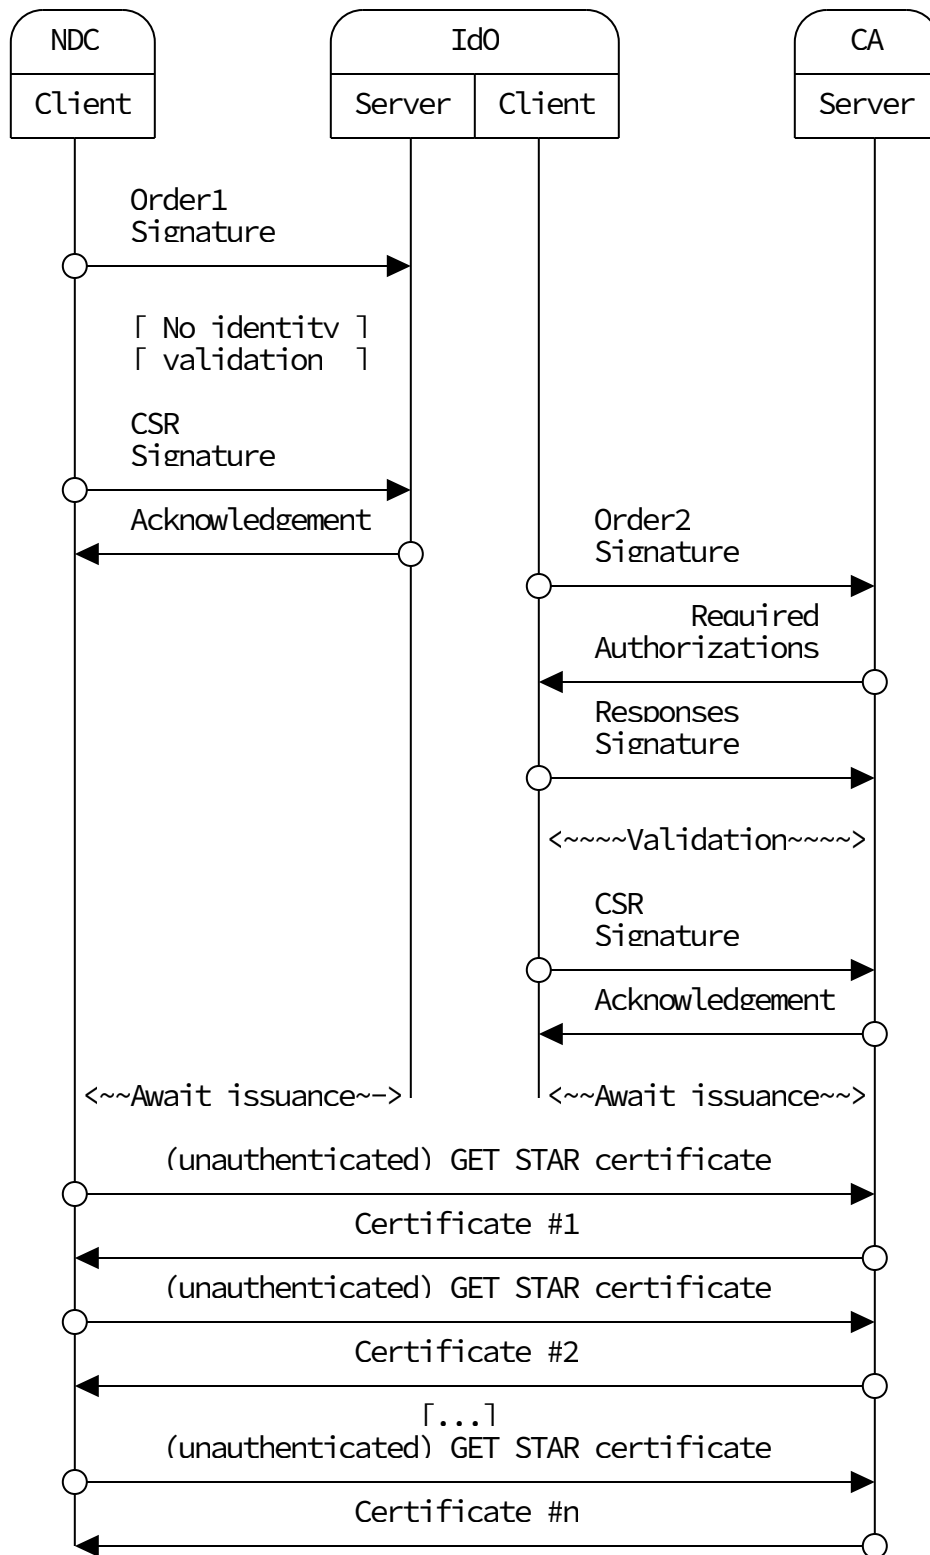 NDC IdO CA
Client Server Client Server
Order1
Signature
[ No identity ]
[ validation ]
CSR
Signature
Acknowledgement
Order2
Signature
Required
Authorizations
Responses
Signature
<~~~~Validation~~~~>
CSR
Signature
Acknowledgement
<~~Await issuance~->
<~~Await issuance~~>
(unauthenticated) GET STAR certificate
Certificate #1
(unauthenticated) GET STAR certificate
Certificate #2
[...]
(unauthenticated) GET STAR certificate
Certificate #n